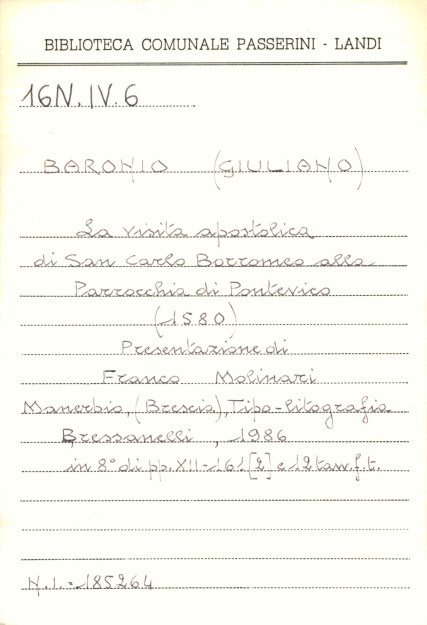 BIBLIOTECA COMUNALE PASSERINI - LANDI
16N.IV.6
BARONIO (GIULIANO)
La visita apostolica
di San Carlo Borromeo alla
Parrocchia di Pontevico
(1580)
Presentazione di
Franco Molinari
Manerbio, (Brescia), Tipo-litografia
Bressanelli, 1986
in 8° di pp. XII-161[2] e 12 tav. f.t.
N.I.=185264